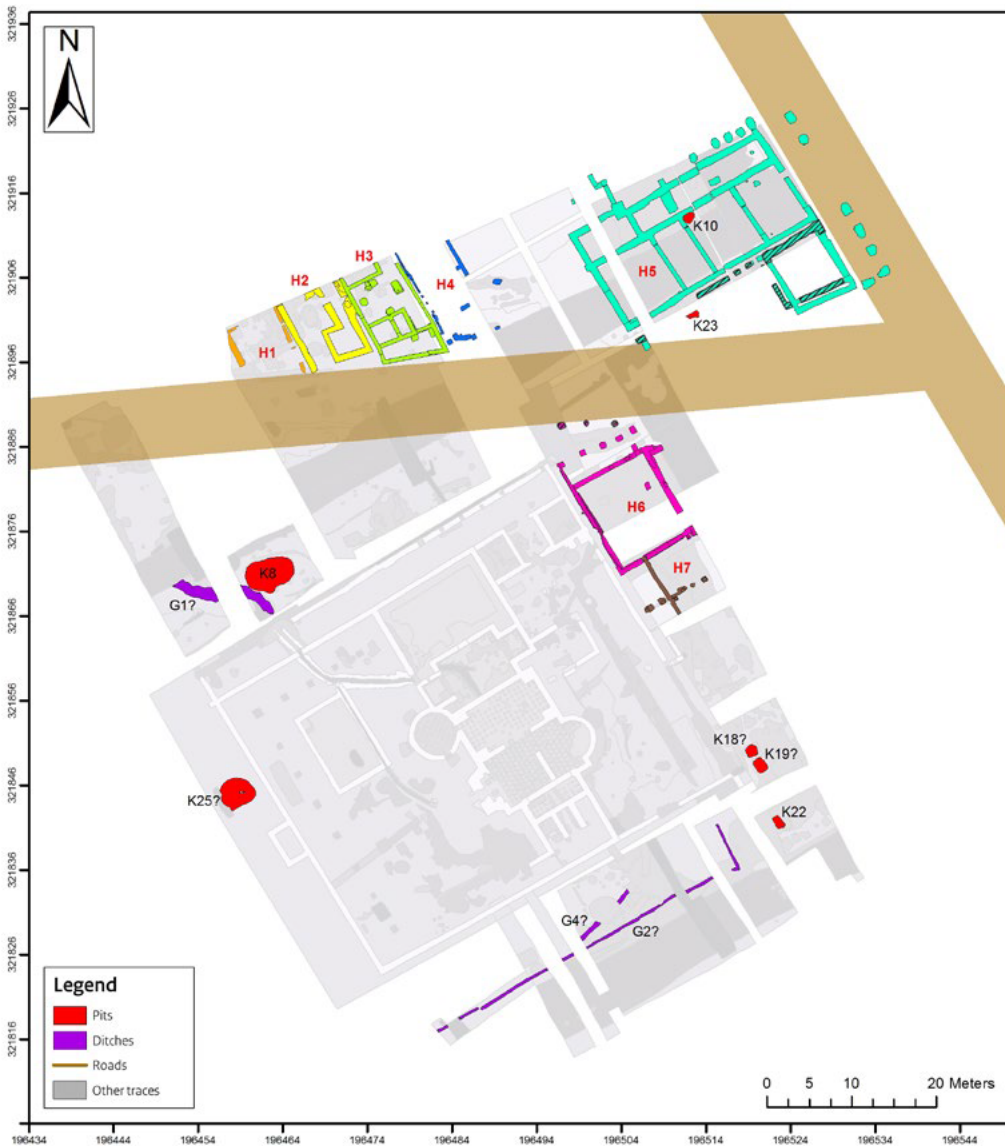 321936
N
321926
321916
K10
H3
H2
H5
321906
H4
K23
H1
321896
321886
H6
321876
K8
H7
G1?
321866
321856
K18?
K19?
321846
K25?
K22
321836
G4?
G2?
321826
Legend
Pits
321816
Ditches
Roads
Other traces
0 5 10 20 Meters
196434 196444 196454 196464 196474 196484 196494 196504 196514 196524 196534 196544